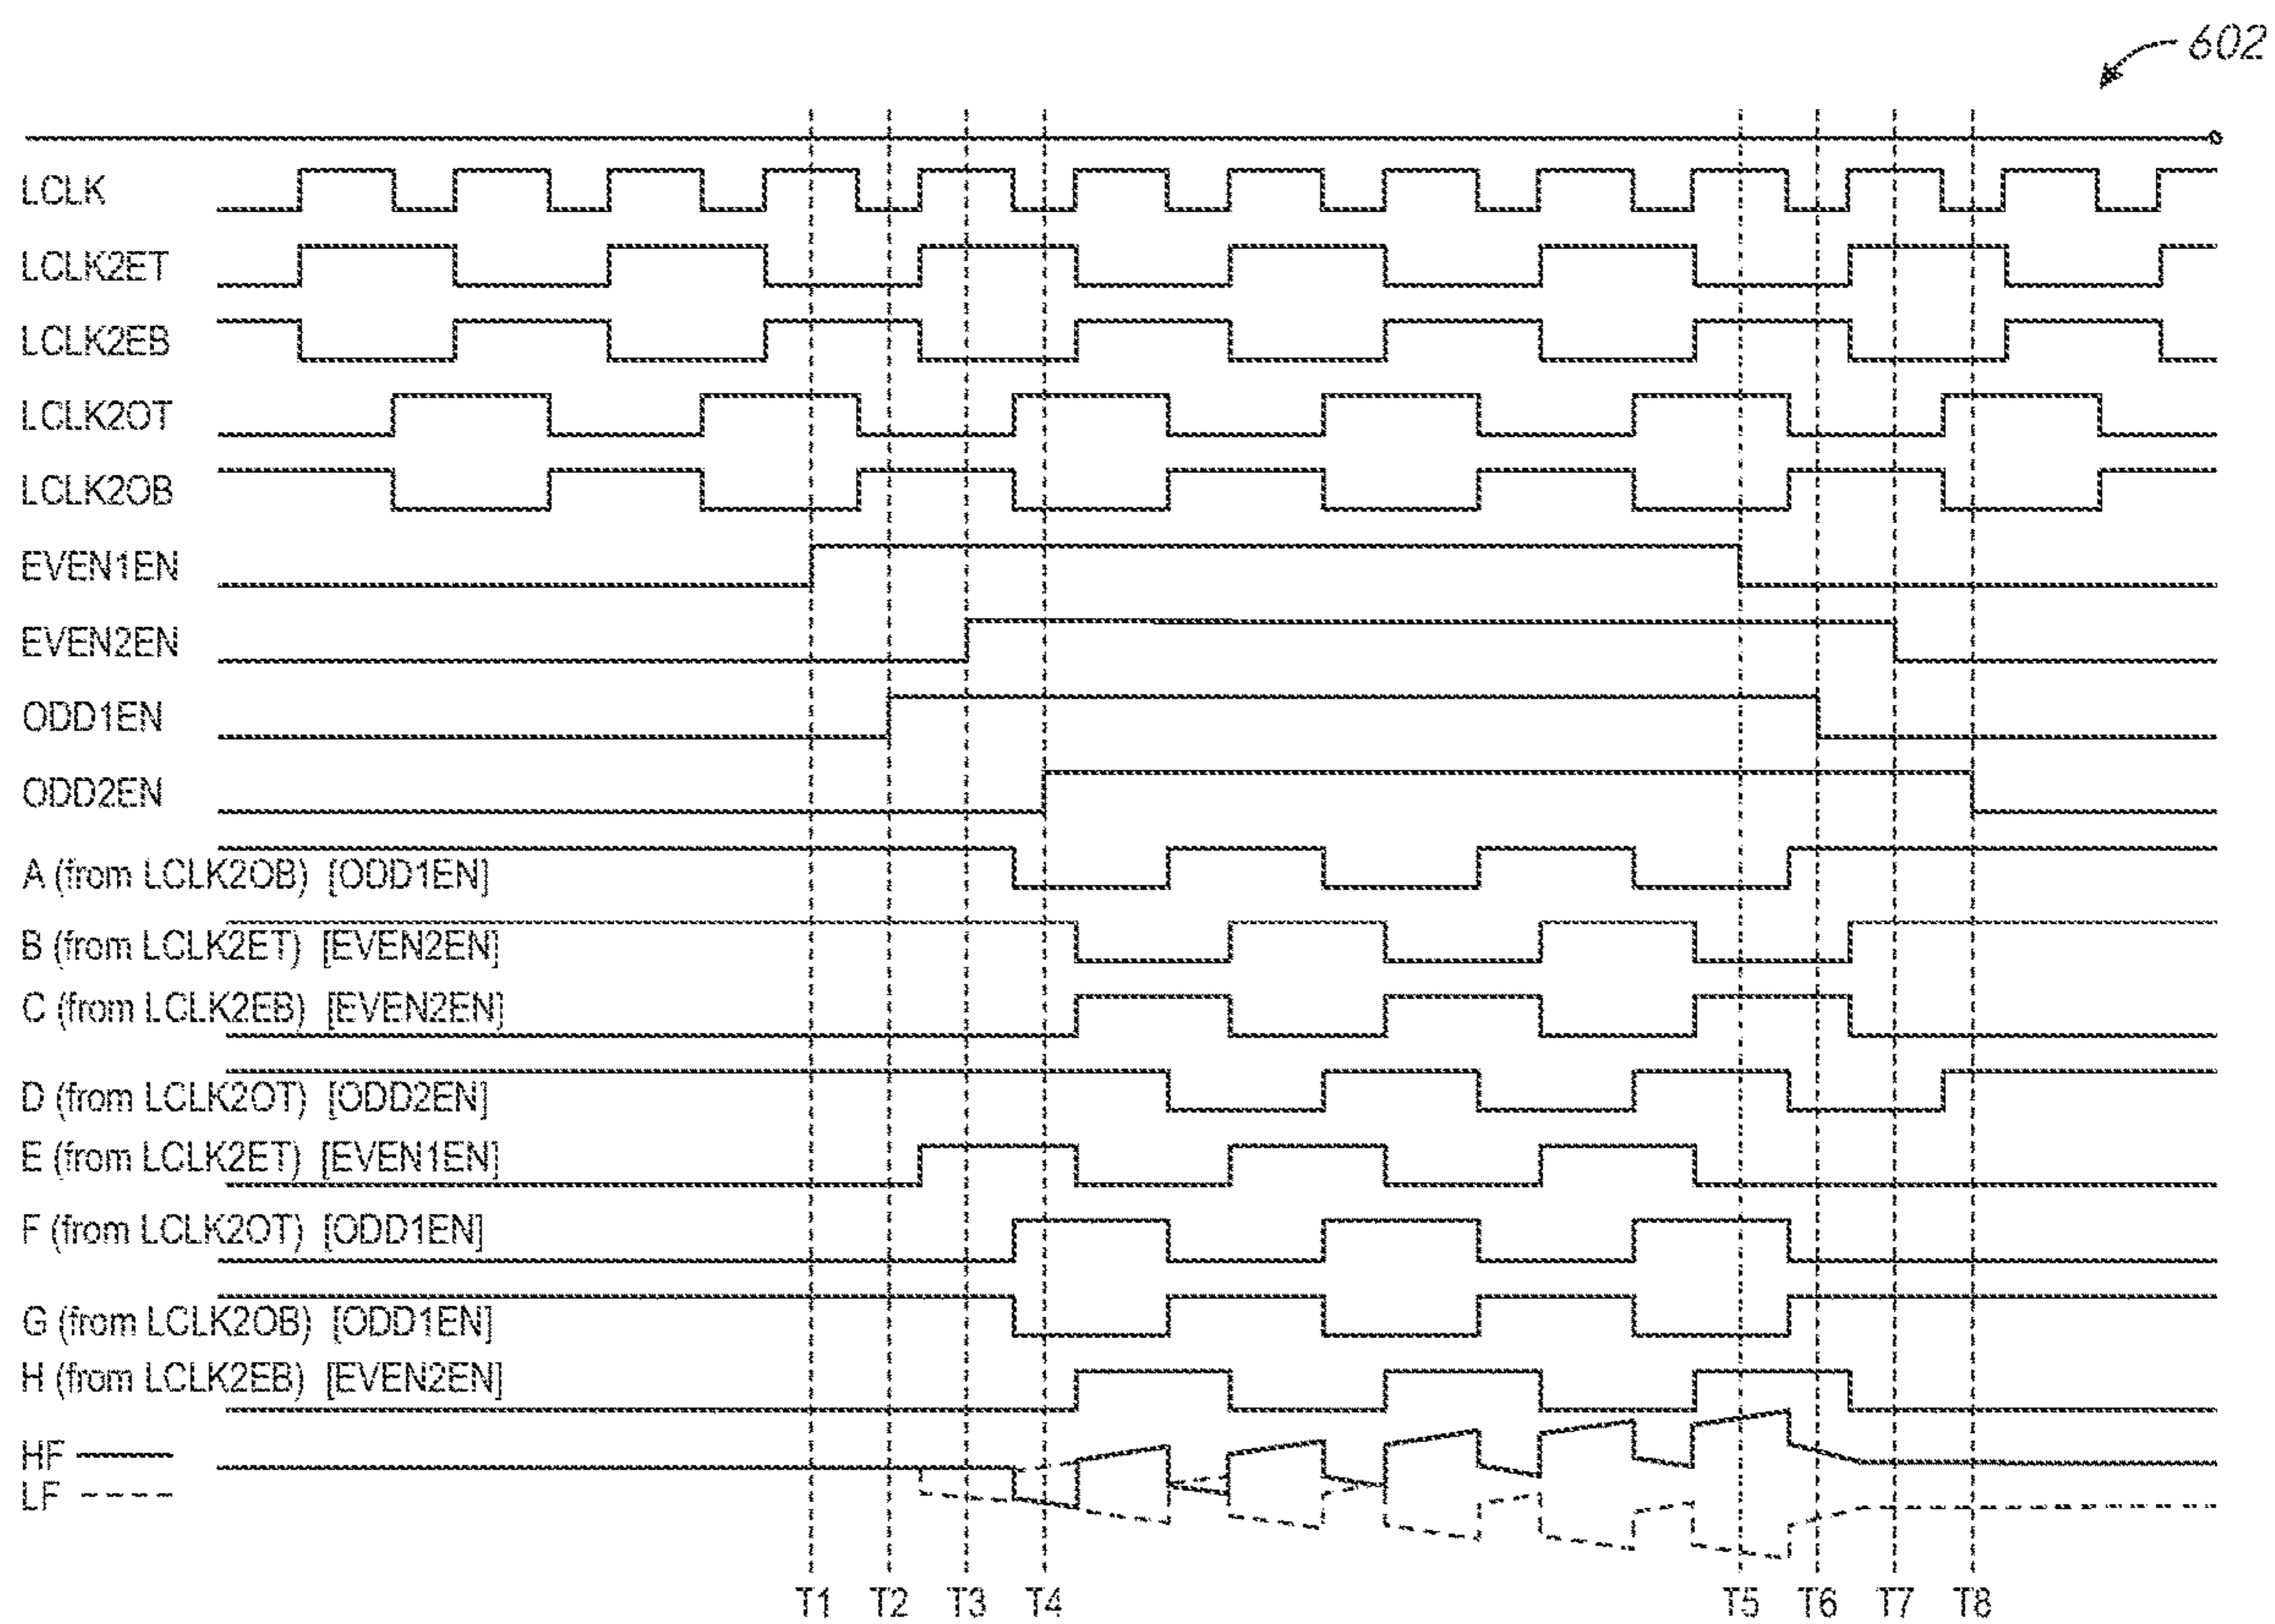 602
LCLK
LCLK2ET
LCLK2EB
LCLK2OT
LCLK2OB
EVEN1EN
EVEN2EN
ODD1EN
ODD2EN
A (from LCLK2OB) [ODD1EN]
B (from LCLK2ET) [EVEN2EN]
C (from LCLK2EB) [EVEN2EN]
D (from LCLK2OT) [ODD2EN]
E (from LCLK2ET) [EVEN1EN]
F (from LCLK2OT) [ODD1EN]
G (from LCLK2OB) [ODD1EN]
H (from LCLK2EB) [EVEN2EN]
HF
LF
T1 T2 T3 T4 T5 T6 T7 T8